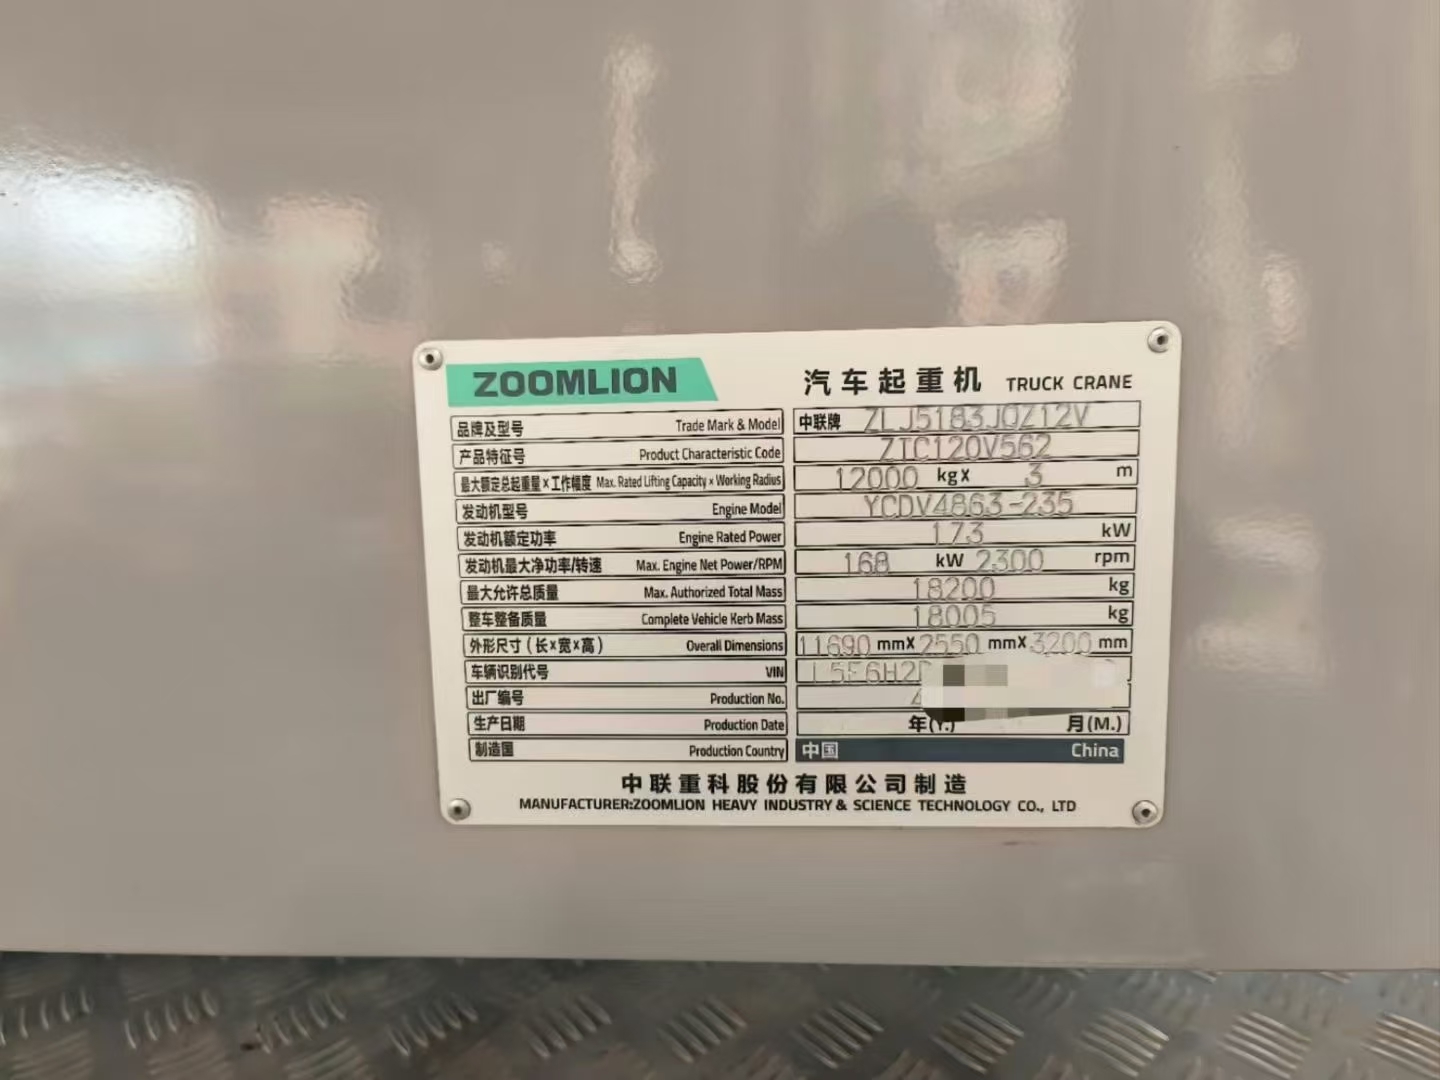 ZOOMLION 汽车起重机 TRUCK CRANE
品牌及型号 Trade Mark & Model 中联牌 ZLJ5183JQZ12V
产品特征号 Product Characteristic Code ZTC120V562
最大额定总起重量×工作幅度 Max. Rated Lifting Capacity × Working Radius 12000 kg× 3 m
发动机型号 Engine Model YCDV4863-235
发动机额定功率 Engine Rated Power 173 kW
发动机最大净功率/转速 Max. Engine Net Power/RPM 168 kW 2300 rpm
最大允许总质量 Max. Authorized Total Mass 18200 kg
整车整备质量 Complete Vehicle Kerb Mass 18005 kg
外形尺寸(长×宽×高) Overall Dimensions 11690 mm× 2550 mm× 3200 mm
车辆识别代号 VIN
出厂编号 Production No.
生产日期 Production Date 年(Y.) 月(M.)
制造国 Production Country 中国 China
中联重科股份有限公司制造
MANUFACTURER:ZOOMLION HEAVY INDUSTRY & SCIENCE TECHNOLOGY CO., LTD